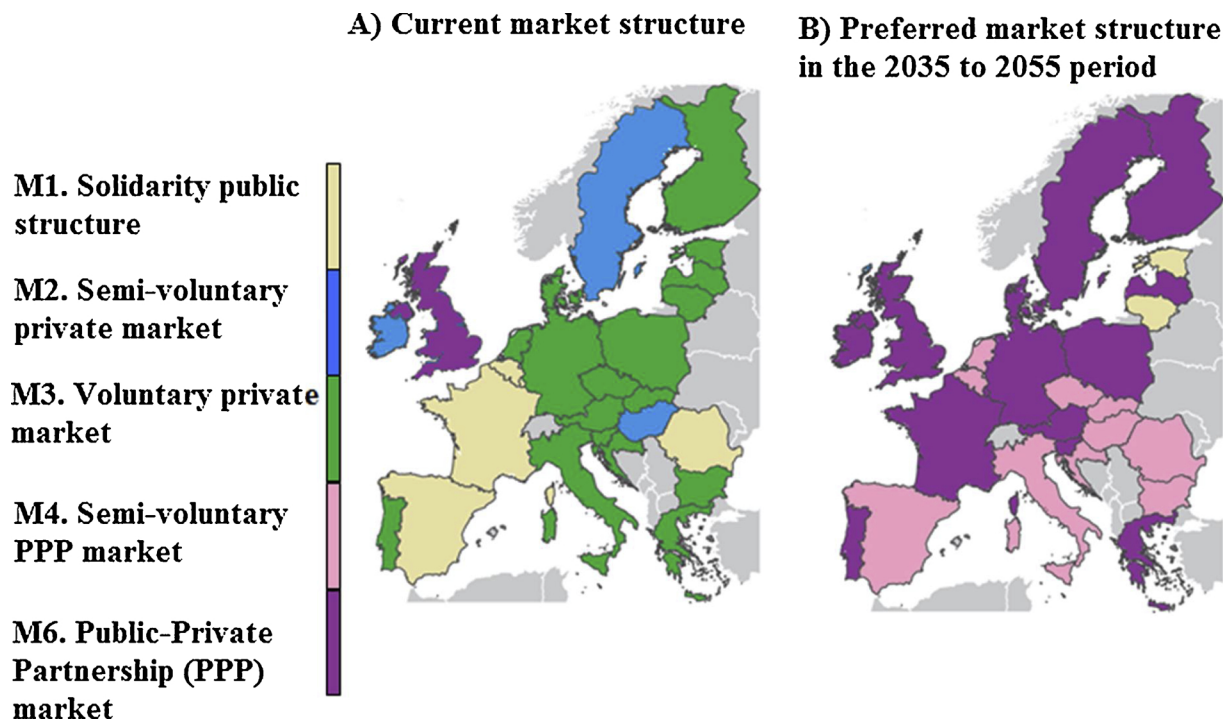 A) Current market structure
B) Preferred market structure
in the 2035 to 2055 period
M1. Solidarity public
structure
M2. Semi-voluntary
private market
M3. Voluntary private
market
M4. Semi-voluntary
PPP market
M6. Public-Private
Partnership (PPP)
market